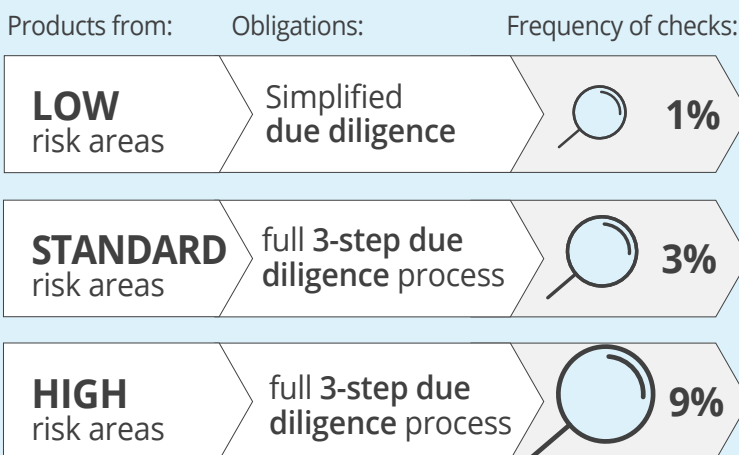 Products from: Obligations: Frequency of checks:
LOW
risk areas
Simplified
due diligence
1%
STANDARD
risk areas
full 3-step due
diligence process
3%
HIGH
risk areas
full 3-step due
diligence process
9%